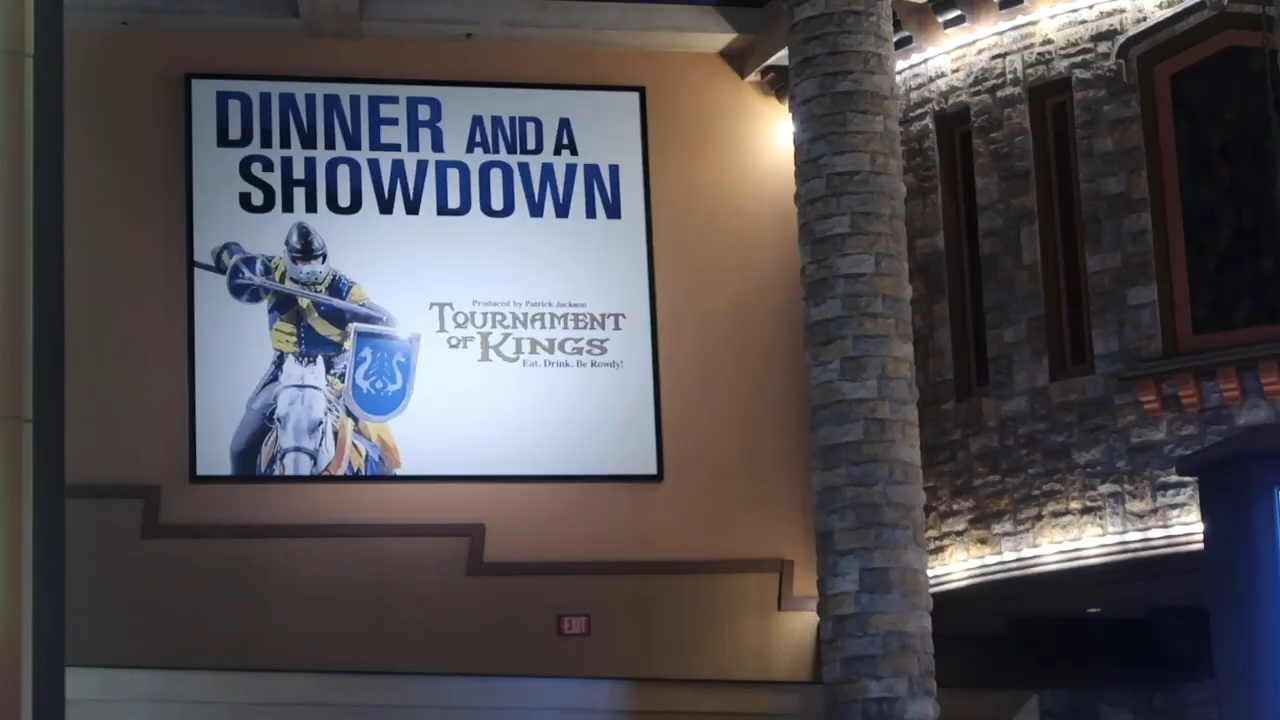 DINNER AND A
SHOWDOWN
Produced by Patrick Jackson
TOURNAMENT
OF KINGS
Eat. Drink. Be Rowdy!
EXIT